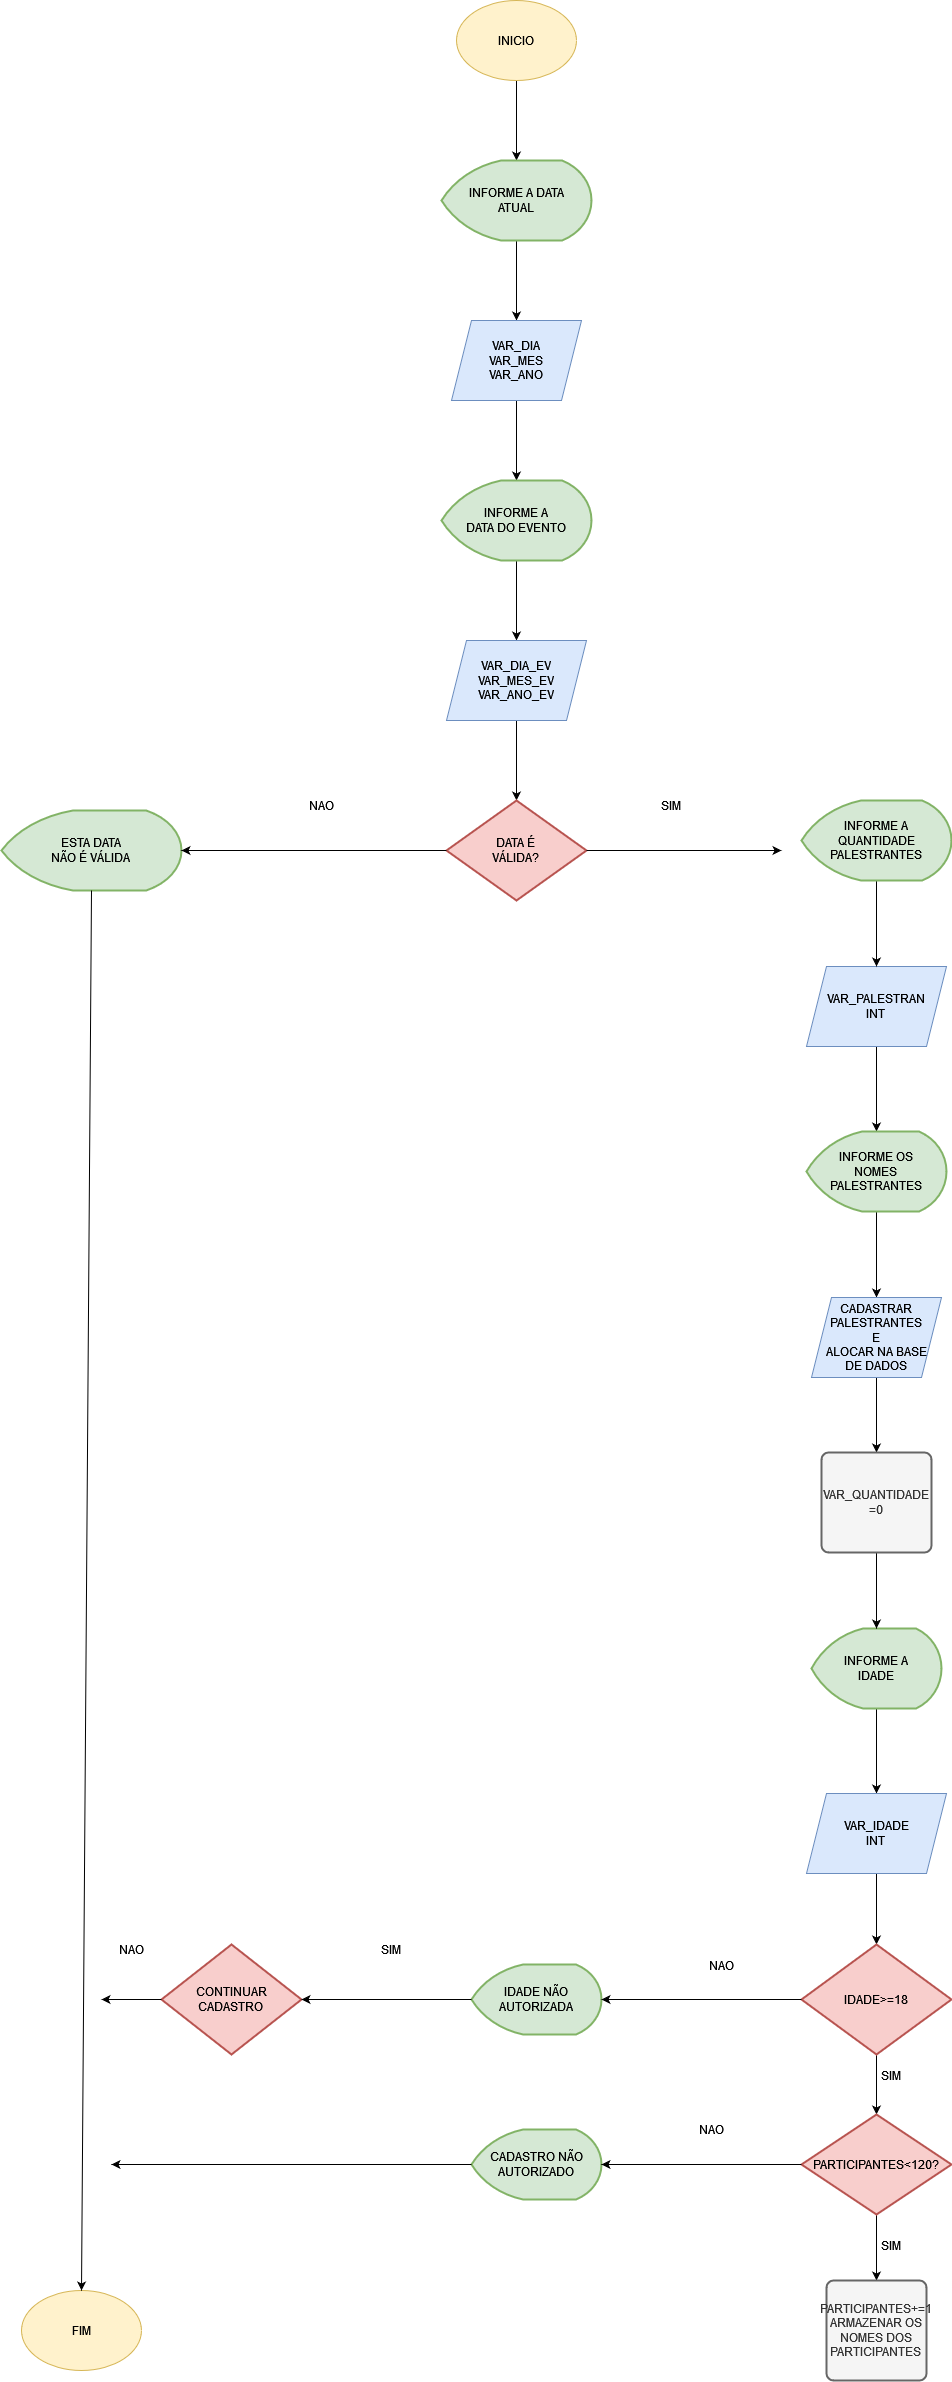 INICIO
INFORME A DATA
ATUAL
VAR_DIA
VAR_MES
VAR_ANO
INFORME A
DATA DO EVENTO
VAR_DIA_EV
VAR_MES_EV
VAR_ANO_EV
NAO
SIM
ESTA DATA
NÃO É VÁLIDA
DATA É
VÁLIDA?
INFORME A
QUANTIDADE
PALESTRANTES
VAR_PALESTRAN
INT
INFORME OS
NOMES
PALESTRANTES
CADASTRAR
PALESTRANTES
E
ALOCAR NA BASE
DE DADOS
VAR_QUANTIDADE
=0
INFORME A
IDADE
VAR_IDADE
INT
NAO
SIM
NAO
CONTINUAR
CADASTRO
IDADE NÃO
AUTORIZADA
IDADE>=18
SIM
NAO
CADASTRO NÃO
AUTORIZADO
PARTICIPANTES<120?
SIM
FIM
PARTICIPANTES+=1
ARMAZENAR OS
NOMES DOS
PARTICIPANTES